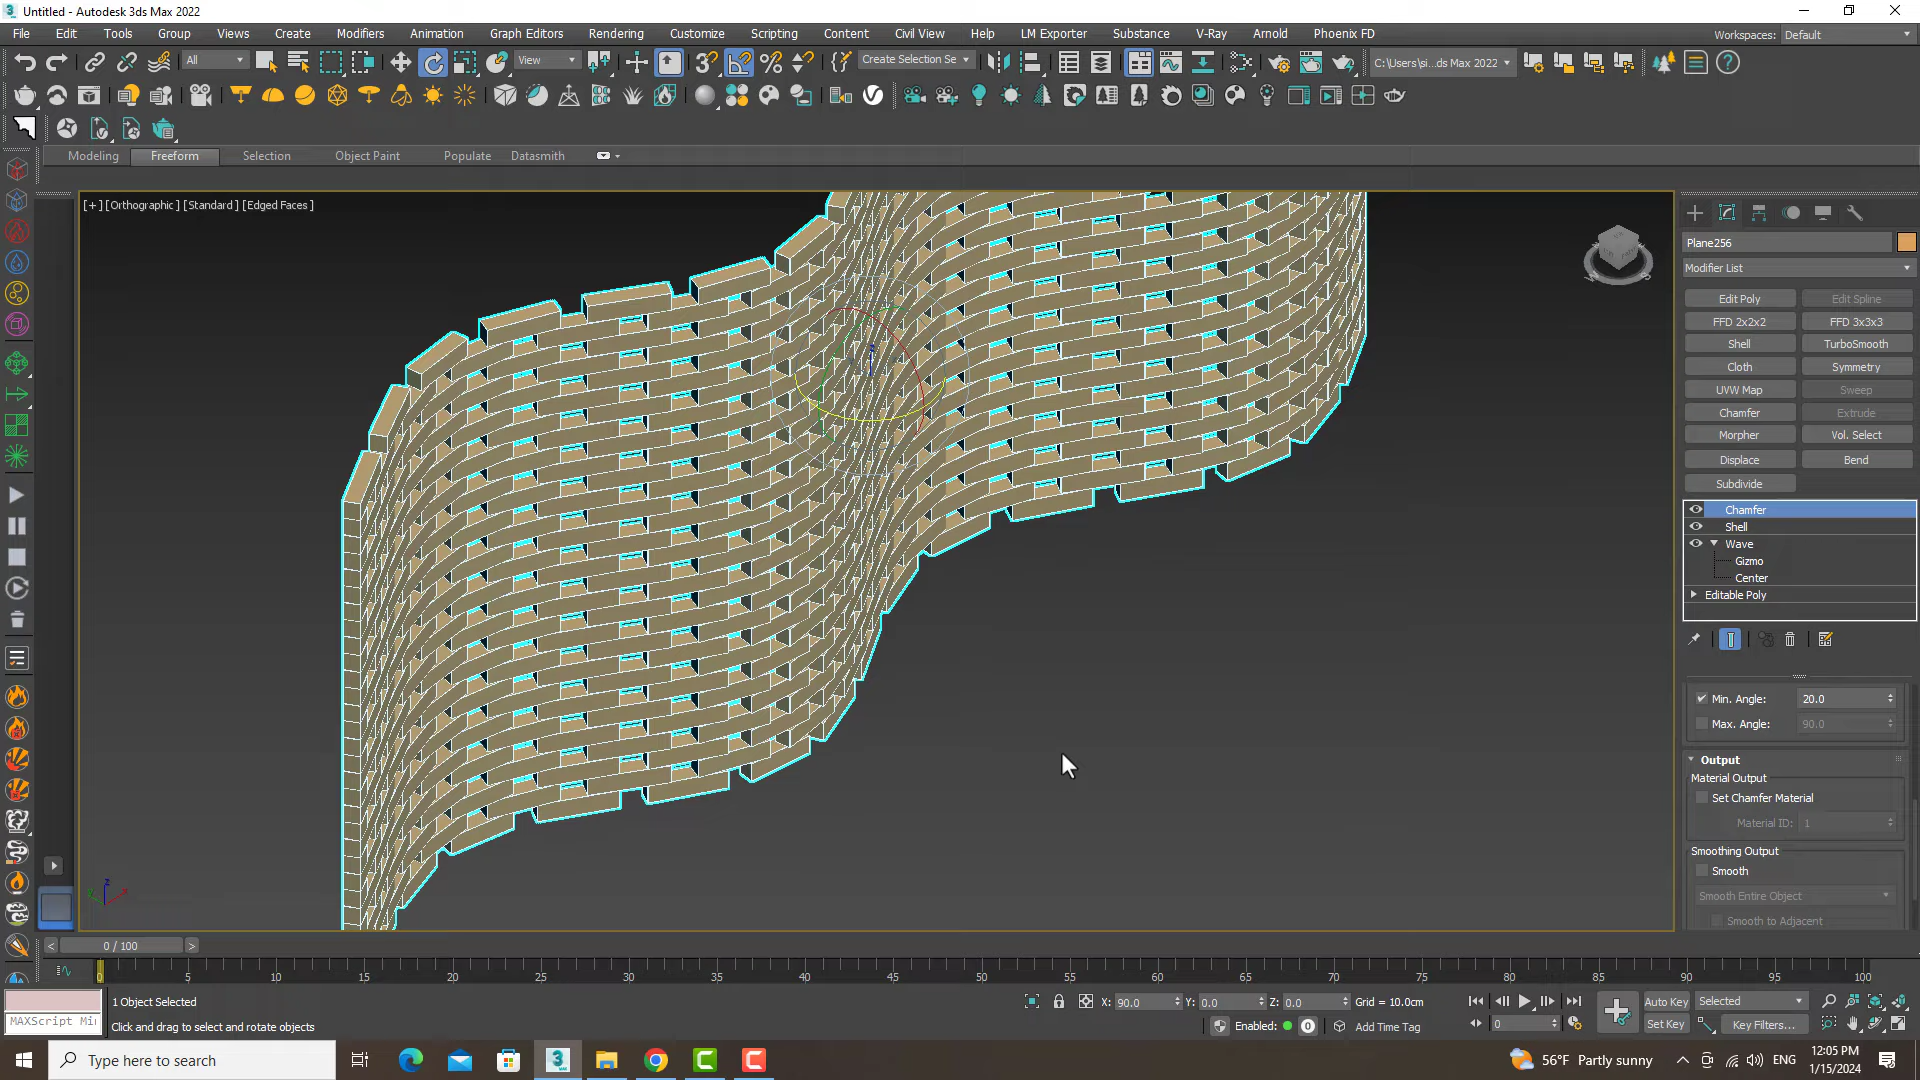 Untitled - Autodesk 3ds Max 2022
File Edit Tools Group Views Create Modifiers Animation Graph Editors Rendering Customize Scripting Content Civil View Help LM Exporter Substance V-Ray Arnold Phoenix FD
Workspaces: Default
All View Create Selection Se C:\Users\si...ds Max 2022
Modeling Freeform Selection Object Paint Populate Datasmith
[+] [Orthographic] [Standard] [Edged Faces]
Plane256
Modifier List
Edit Poly Edit Spline
FFD 2x2x2 FFD 3x3x3
Shell TurboSmooth
Cloth Symmetry
UVW Map Sweep
Chamfer Extrude
Morpher Vol. Select
Displace Bend
Subdivide
Chamfer
Shell
Wave
Gizmo
Center
Editable Poly
Min. Angle: 20.0
Max. Angle: 90.0
Output
Material Output
Set Chamfer Material
Material ID: 1
Smoothing Output
Smooth
Smooth Entire Object
Smooth to Adjacent
0 / 100
0 5 10 15 20 25 30 35 40 45 50 55 60 65 70 75 80 85 90 95 100
1 Object Selected
X: 90.0 Y: 0.0 Z: 0.0 Grid = 10.0cm
Auto Key Selected
MAXScript Mi
Click and drag to select and rotate objects
Enabled: 0 Add Time Tag
0 Set Key Key Filters...
Type here to search
56°F Partly sunny
ENG
12:05 PM
1/15/2024